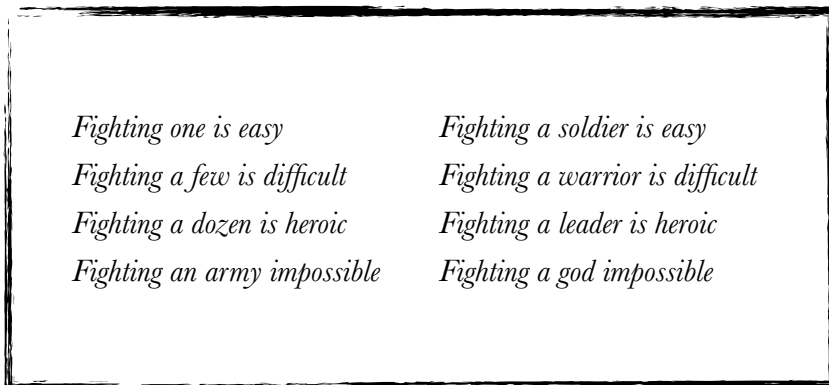 Fighting one is easy
Fighting a few is difficult
Fighting a dozen is heroic
Fighting an army impossible
Fighting a soldier is easy
Fighting a warrior is difficult
Fighting a leader is heroic
Fighting a god impossible